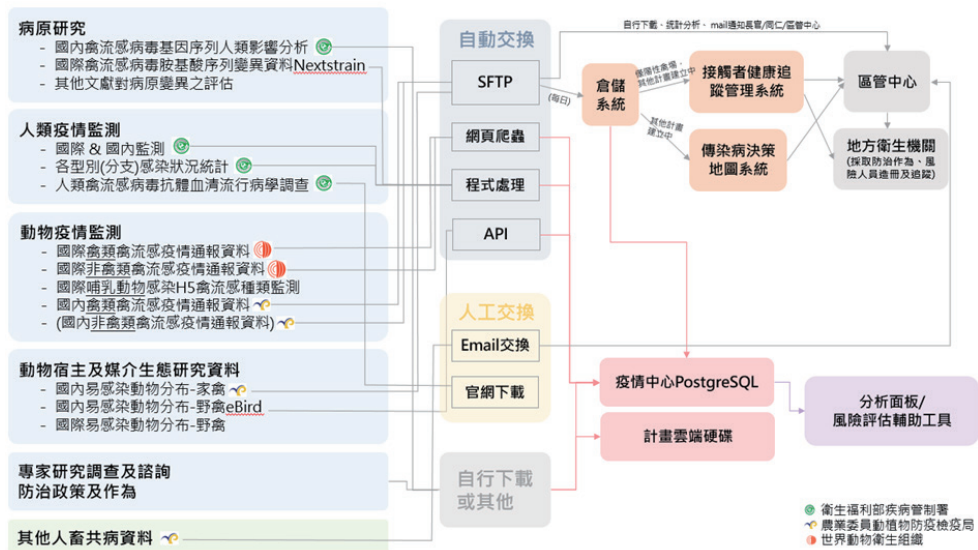 病原研究
- 國內禽流感病毒基因序列人類影響分析
- 國際禽流感病毒胺基酸序列變異資料Nextstrain
- 其他文獻對病原變異之評估
人類疫情監測
- 國際 & 國內監測
- 各型別(分支)感染狀況統計
- 人類禽流感病毒抗體血清流行病學調查
動物疫情監測
- 國際禽類禽流感疫情通報資料
- 國際非禽類禽流感疫情通報資料
- 國際哺乳動物感染H5禽流感種類監測
- 國內禽類禽流感疫情通報資料
- (國內非禽類禽流感疫情通報資料)
動物宿主及媒介生態研究資料
- 國內易感染動物分布-家禽
- 國內易感染動物分布-野禽eBird
- 國際易感染動物分布-野禽
專家研究調查及諮詢
防治政策及作為
其他人畜共病資料
自動交換
SFTP
網頁爬蟲
程式處理
API
人工交換
Email交換
官網下載
自行下載
或其他
自行下載、統計分析、mail通知長官/同仁/區管中心
(每日)
倉儲
系統
僅陽性禽場,
其他計畫建立中
其他計畫
建立中
接觸者健康追
蹤管理系統
傳染病決策
地圖系統
區管中心
地方衛生機關
(採取防治作為、風
險人員造冊及追蹤)
疫情中心PostgreSQL
計畫雲端硬碟
分析面板/
風險評估輔助工具
衛生福利部疾病管制署
農業委員動植物防疫檢疫局
世界動物衛生組織